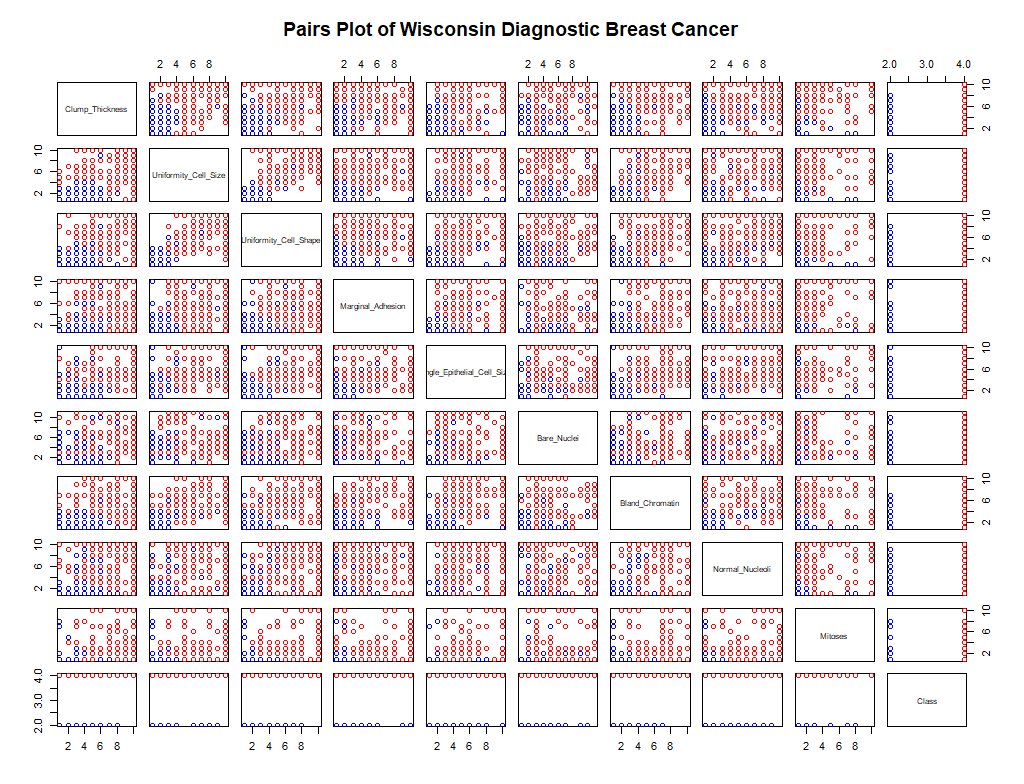 Pairs Plot of Wisconsin Diagnostic Breast Cancer
2 4 6 8 2 4 6 8 2 4 6 8 2 4 6 8 2.0 3.0 4.0
Clump_Thickness
2 6 10
2 6 10
Uniformity_Cell_Size
Uniformity_Cell_Shape
2 6 10
2 6 10
Marginal_Adhesion
ngle_Epithelial_Cell_Siz
2 6 10
2 6 10
Bare_Nuclei
Bland_Chromatin
2 6 10
2 6 10
Normal_Nucleoli
Mitoses
2 6 10
2.0 3.0 4.0
Class
2 4 6 8 2 4 6 8 2 4 6 8 2 4 6 8 2 4 6 8